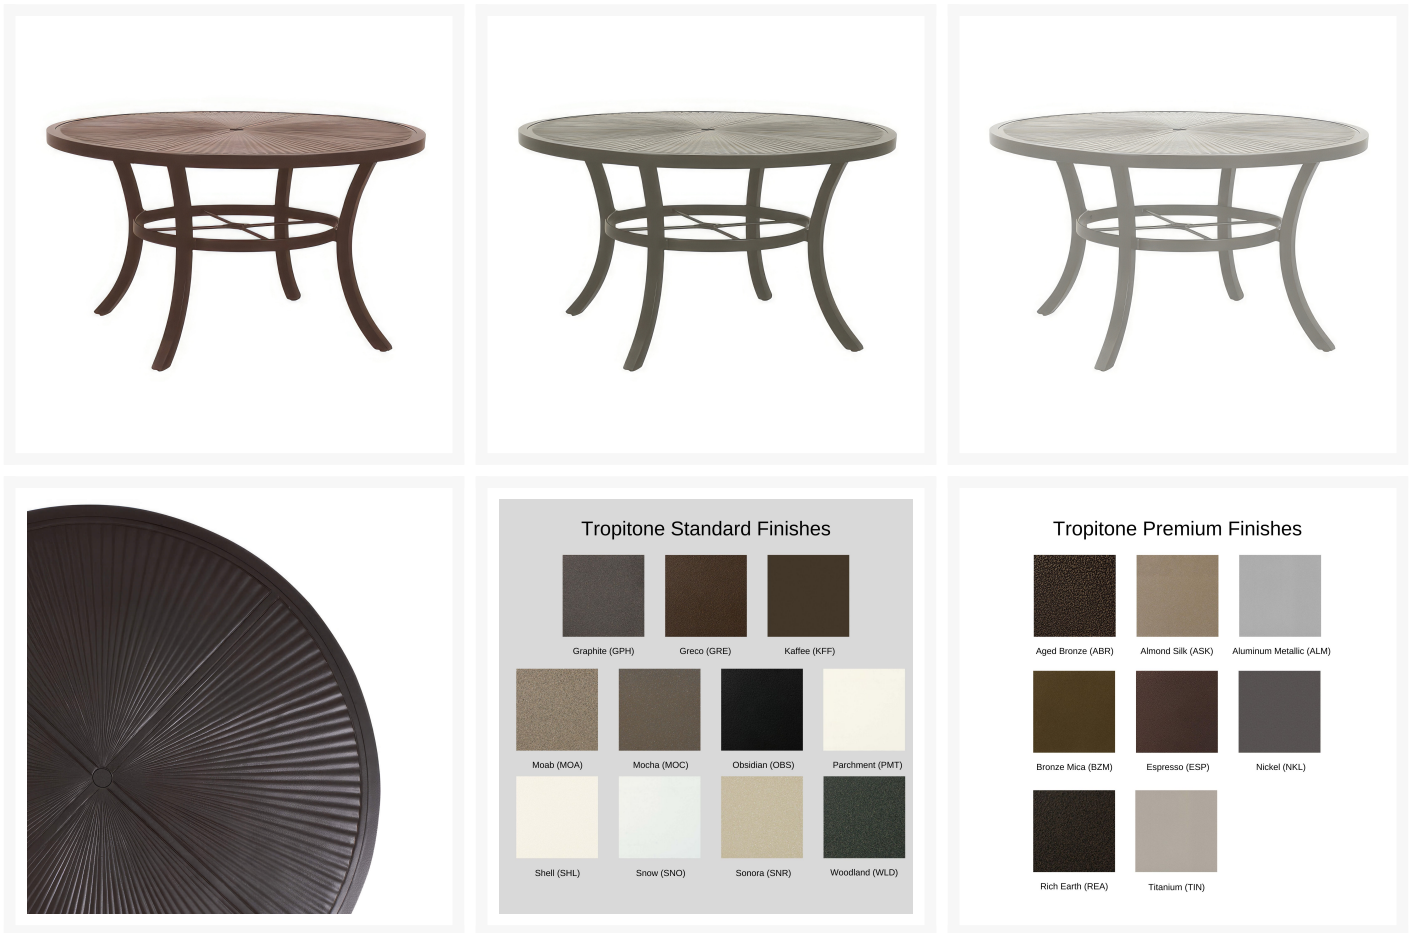 Tropitone Standard Finishes
Graphite (GPH)
Greco (GRE)
Kaffee (KFF)
Moab (MOA)
Mocha (MOC)
Obsidian (OBS)
Parchment (PMT)
Shell (SHL)
Snow (SNO)
Sonora (SNR)
Woodland (WLD)
Tropitone Premium Finishes
Aged Bronze (ABR)
Almond Silk (ASK)
Aluminum Metallic (ALM)
Bronze Mica (BZM)
Espresso (ESP)
Nickel (NKL)
Rich Earth (REA)
Titanium (TIN)